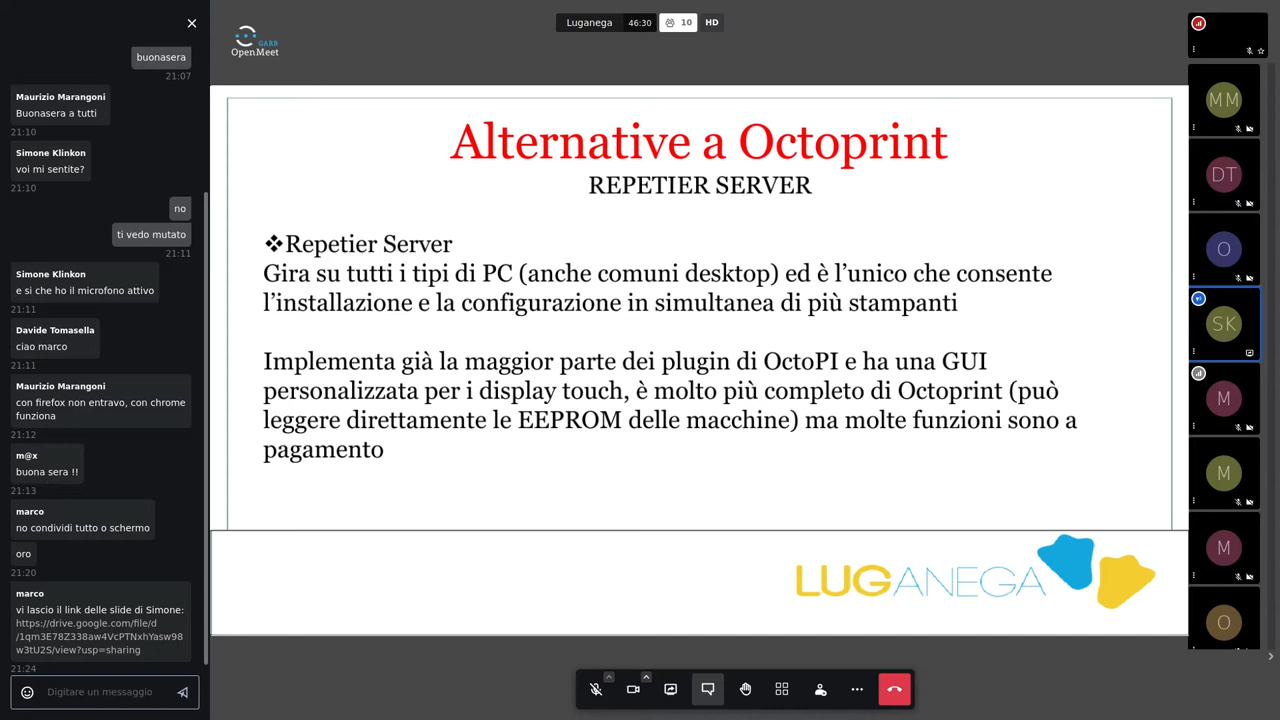 Luganega 46:30 10 HD
GARR
OpenMeet
buonasera
21:07
Maurizio Marangoni
Buonasera a tutti
21:10
Simone Klinkon
voi mi sentite?
21:10
no
ti vedo mutato
21:11
Simone Klinkon
e si che ho il microfono attivo
21:11
Davide Tomasella
ciao marco
21:11
Maurizio Marangoni
con firefox non entravo, con chrome
funziona
21:12
m@x
buona sera !!
21:13
marco
no condividi tutto o schermo
oro
21:20
marco
vi lascio il link delle slide di Simone:
https://drive.google.com/file/d
/1qm3E78Z338aw4VcPTNxhYasw98
w3tU2S/view?usp=sharing
21:24
Digitare un messaggio
Alternative a Octoprint
REPETIER SERVER
❖Repetier Server
Gira su tutti i tipi di PC (anche comuni desktop) ed è l’unico che consente
l’installazione e la configurazione in simultanea di più stampanti
Implementa già la maggior parte dei plugin di OctoPI e ha una GUI
personalizzata per i display touch, è molto più completo di Octoprint (può
leggere direttamente le EEPROM delle macchine) ma molte funzioni sono a
pagamento
LUGANEGA
MM
DT
O
SK
M
M
M
O